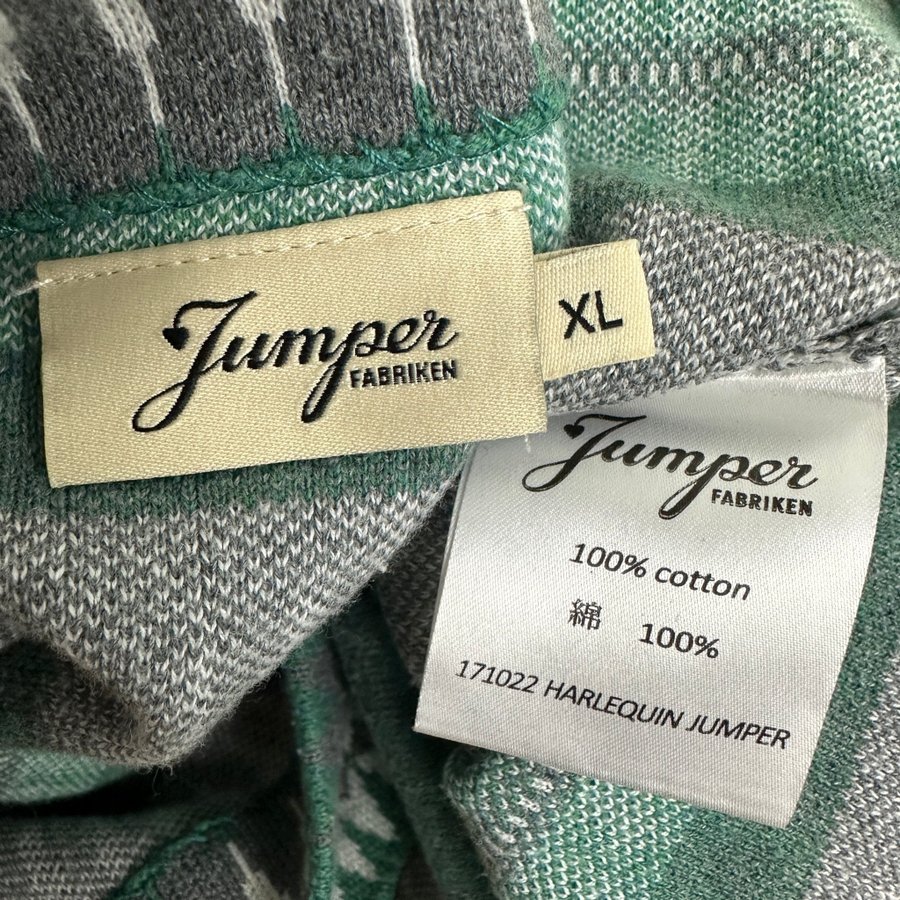 Jumper
FABRIKEN
XL
Jumper
FABRIKEN
100% cotton
綿 100%
171022 HARLEQUIN JUMPER